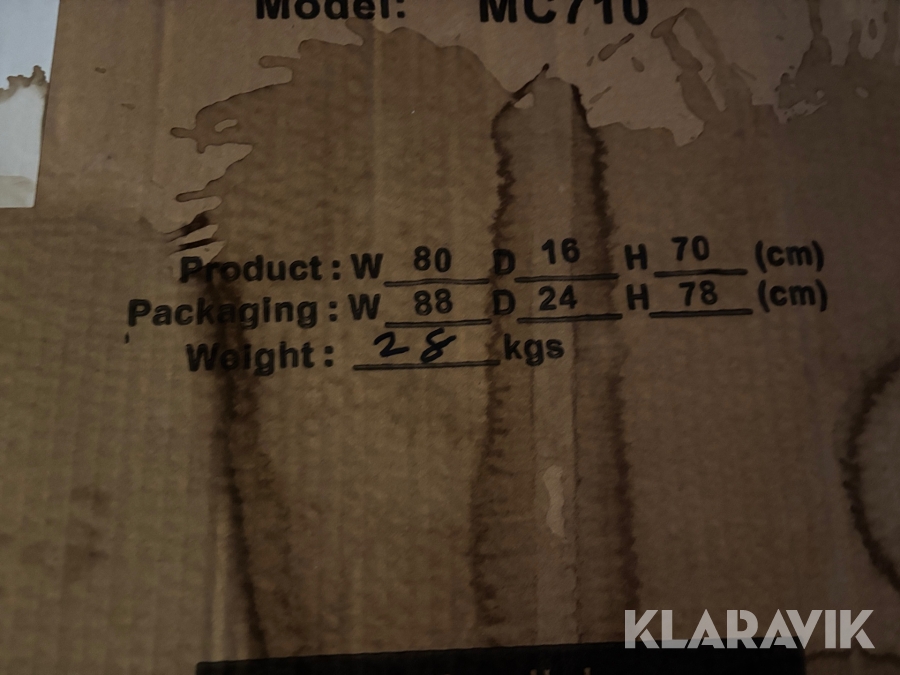 Model: MC710
Product : W 80 D 16 H 70 (cm)
Packaging : W 88 D 24 H 78 (cm)
Weight : 28 kgs
KLARAVIK